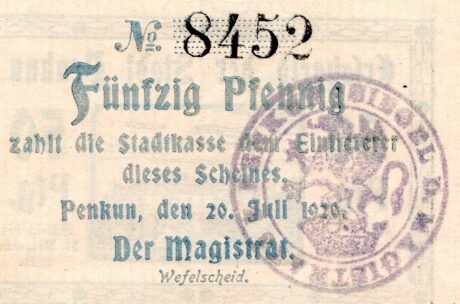 No. 8452
Fünfzig Pfennig
zahlt die Stadtkasse dem Einlieferer
dieses Scheines.
Penkun, den 20. Juli 1920.
Der Magistrat.
Wefelscheid.